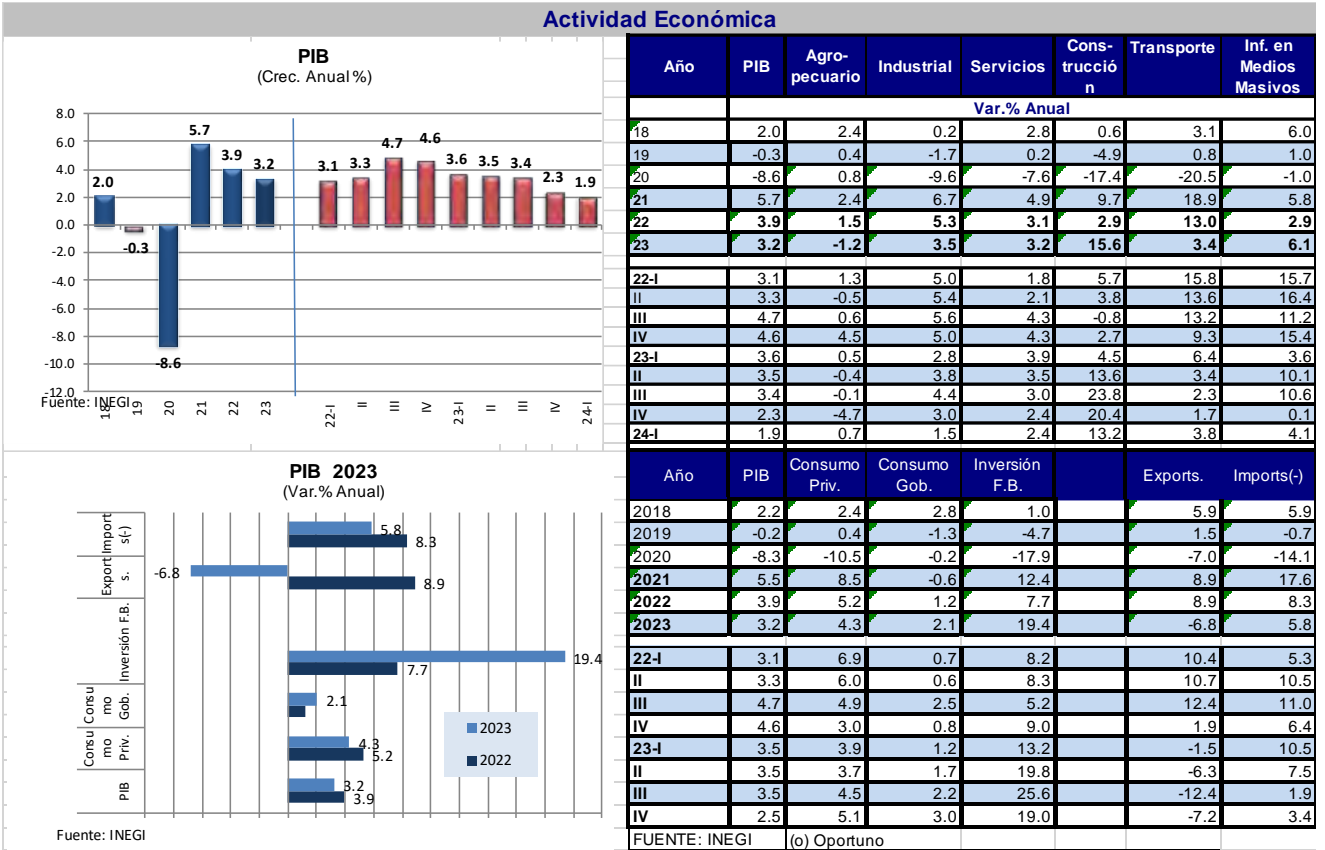 Actividad Económica
PIB
(Crec. Anual %)
8.0
6.0
4.0
2.0
0.0
-2.0
-4.0
-6.0
-8.0
-10.0
-12.0
2.0
-0.3
-8.6
5.7
3.9
3.2
3.1
3.3
4.7
4.6
3.6
3.5
3.4
2.3
1.9
18
19
20
21
22
23
22-I
II
III
IV
23-I
II
III
IV
24-I
Fuente: INEGI
Año PIB Agro-pecuario Industrial Servicios Cons-trucción Transporte Inf. en Medios Masivos
Var.% Anual
18 2.0 2.4 0.2 2.8 0.6 3.1 6.0
19 -0.3 0.4 -1.7 0.2 -4.9 0.8 1.0
20 -8.6 0.8 -9.6 -7.6 -17.4 -20.5 -1.0
21 5.7 2.4 6.7 4.9 9.7 18.9 5.8
22 3.9 1.5 5.3 3.1 2.9 13.0 2.9
23 3.2 -1.2 3.5 3.2 15.6 3.4 6.1
22-I 3.1 1.3 5.0 1.8 5.7 15.8 15.7
II 3.3 -0.5 5.4 2.1 3.8 13.6 16.4
III 4.7 0.6 5.6 4.3 -0.8 13.2 11.2
IV 4.6 4.5 5.0 4.3 2.7 9.3 15.4
23-I 3.6 0.5 2.8 3.9 4.5 6.4 3.6
II 3.5 -0.4 3.8 3.5 13.6 3.4 10.1
III 3.4 -0.1 4.4 3.0 23.8 2.3 10.6
IV 2.3 -4.7 3.0 2.4 20.4 1.7 0.1
24-I 1.9 0.7 1.5 2.4 13.2 3.8 4.1
PIB 2023
(Var.% Anual)
Import s(-)
5.8
8.3
Export s.
-6.8
8.9
Inversión F.B.
19.4
7.7
Consu mo Gob.
2.1
Consu mo Priv.
4.3
5.2
PIB
3.2
3.9
2023
2022
Fuente: INEGI
Año PIB Consumo Priv. Consumo Gob. Inversión F.B. Exports. Imports(-)
2018 2.2 2.4 2.8 1.0 5.9 5.9
2019 -0.2 0.4 -1.3 -4.7 1.5 -0.7
2020 -8.3 -10.5 -0.2 -17.9 -7.0 -14.1
2021 5.5 8.5 -0.6 12.4 8.9 17.6
2022 3.9 5.2 1.2 7.7 8.9 8.3
2023 3.2 4.3 2.1 19.4 -6.8 5.8
22-I 3.1 6.9 0.7 8.2 10.4 5.3
II 3.3 6.0 0.6 8.3 10.7 10.5
III 4.7 4.9 2.5 5.2 12.4 11.0
IV 4.6 3.0 0.8 9.0 1.9 6.4
23-I 3.5 3.9 1.2 13.2 -1.5 10.5
II 3.5 3.7 1.7 19.8 -6.3 7.5
III 3.5 4.5 2.2 25.6 -12.4 1.9
IV 2.5 5.1 3.0 19.0 -7.2 3.4
FUENTE: INEGI (o) Oportuno